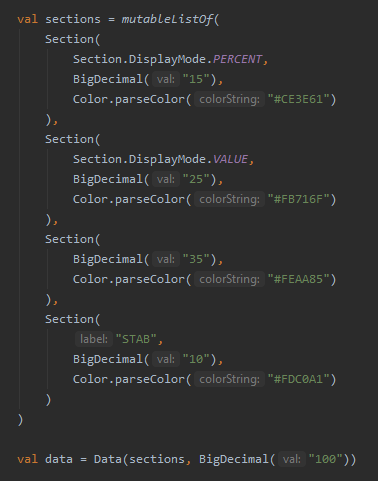 val sections = mutableListOf(
    Section(
        Section.DisplayMode.PERCENT,
        BigDecimal( val: "15"),
        Color.parseColor( colorString: "#CE3E61")
    ),
    Section(
        Section.DisplayMode.VALUE,
        BigDecimal( val: "25"),
        Color.parseColor( colorString: "#FB716F")
    ),
    Section(
        BigDecimal( val: "35"),
        Color.parseColor( colorString: "#FEAA85")
    ),
    Section(
        label: "STAB",
        BigDecimal( val: "10"),
        Color.parseColor( colorString: "#FDC0A1")
    )
)
val data = Data(sections, BigDecimal( val: "100"))